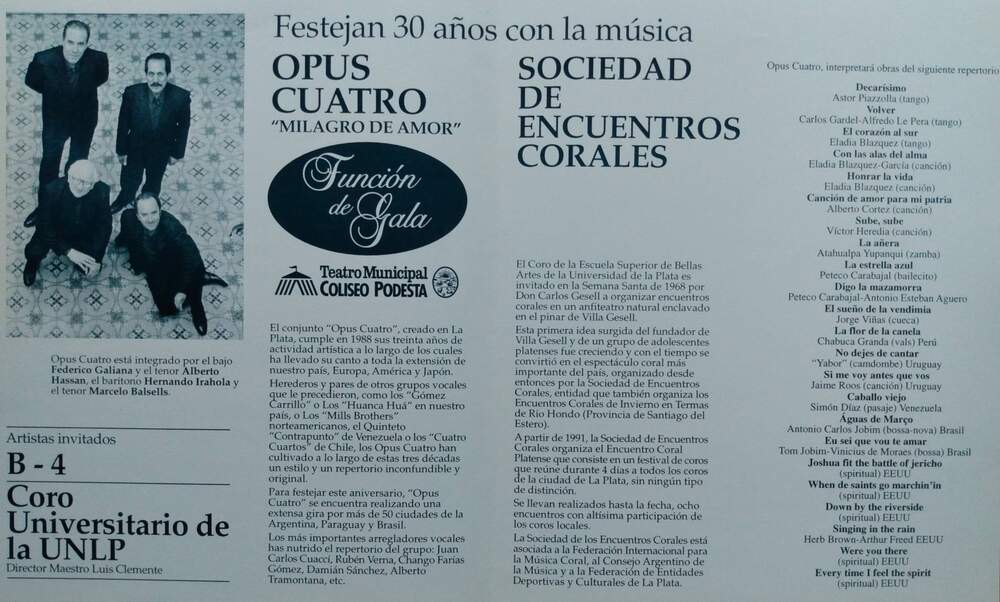 Festejan 30 años con la música
OPUS
CUATRO
"MILAGRO DE AMOR"
Función
de Gala
Teatro Municipal
COLISEO PODESTA
SOCIEDAD
DE
ENCUENTROS
CORALES
Opus Cuatro está integrado por el bajo
Federico Galiana y el tenor Alberto
Hassan, el barítono Hernando Irahola y
el tenor Marcelo Balsells.
Artistas invitados
B - 4
Coro
Universitario de
la UNLP
Director Maestro Luis Clemente
El conjunto "Opus Cuatro", creado en La
Plata, cumple en 1988 sus treinta años de
actividad artística a lo largo de los cuales
ha llevado su canto a toda la extensión de
nuestro país, Europa, América y Japón.
Herederos y pares de otros grupos vocales
que le precedieron, como los "Gómez
Carrillo" o Los "Huanca Huá" en nuestro
país, o Los "Mills Brothers"
norteamericanos, el Quinteto
"Contrapunto" de Venezuela o los "Cuatro
Cuartos" de Chile, los Opus Cuatro han
cultivado a lo largo de estas tres décadas
un estilo y un repertorio inconfundible y
original.
Para festejar este aniversario, "Opus
Cuatro" se encuentra realizando una
extensa gira por más de 50 ciudades de la
Argentina, Paraguay y Brasil.
Los más importantes arregladores vocales
han nutrido el repertorio del grupo: Juan
Carlos Cuaccí, Rubén Verna, Chango Farías
Gómez, Damián Sánchez, Alberto
Tramontana, etc.
El Coro de la Escuela Superior de Bellas
Artes de la Universidad de La Plata es
invitado en la Semana Santa de 1968 por
Don Carlos Gesell a organizar encuentros
corales en un anfiteatro natural enclavado
en el pinar de Villa Gesell.
Esta primera idea surgida del fundador de
Villa Gesell y de un grupo de adolescentes
platenses fue creciendo y con el tiempo se
convirtió en el espectáculo coral más
importante del país, organizado desde
entonces por la Sociedad de Encuentros
Corales, entidad que también organiza los
Encuentros Corales de Invierno en Termas
de Río Hondo (Provincia de Santiago del
Estero).
A partir de 1991, la Sociedad de Encuentros
Corales organiza el Encuentro Coral
Platense que consiste en un festival de coros
que reúne durante 4 días a todos los coros
de la ciudad de La Plata, sin ningún tipo
de distinción.
Se llevan realizados hasta la fecha, ocho
encuentros con altísima participación de
los coros locales.
La Sociedad de los Encuentros Corales está
asociada a la Federación Internacional para
la Música Coral, al Consejo Argentino de
la Música y a la Federación de Entidades
Deportivas y Culturales de La Plata.
Opus Cuatro, interpretará obras del siguiente repertorio
Decarísimo
Astor Piazzolla (tango)
Volver
Carlos Gardel-Alfredo Le Pera (tango)
El corazón al sur
Eladia Blazquez (tango)
Con las alas del alma
Eladia Blazquez-García (canción)
Honrar la vida
Eladia Blazquez (canción)
Canción de amor para mi patria
Alberto Cortez (canción)
Sube, sube
Víctor Heredia (canción)
La añera
Atahualpa Yupanqui (zamba)
La estrella azul
Peteco Carabajal (bailecito)
Digo la mazamorra
Peteco Carabajal-Antonio Esteban Aguero
El sueño de la vendimia
Jorge Viñas (cueca)
La flor de la canela
Chabuca Granda (vals) Perú
No dejes de cantar
"Yabor" (camdombe) Uruguay
Si me voy antes que vos
Jaime Roos (canción) Uruguay
Caballo viejo
Simón Díaz (pasaje) Venezuela
Águas de Março
Antonio Carlos Jobim (bossa-nova) Brasil
Eu sei que vou te amar
Tom Jobim-Vinicius de Moraes (bossa) Brasil
Joshua fit the battle of jericho
(spiritual) EEUU
When de saints go marchin'in
(spiritual) EEUU
Down by the riverside
(spiritual) EEUU
Singing in the rain
Herb Brown-Arthur Freed EEUU
Were you there
(spiritual) EEUU
Every time I feel the spirit
(spiritual) EEUU